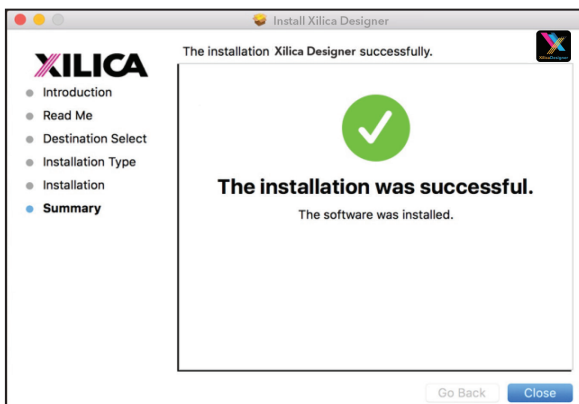 Install Xilica Designer
XILICA
The installation Xilica Designer successfully.
XilicaDesigner
Introduction
Read Me
Destination Select
Installation Type
Installation
Summary
The installation was successful.
The software was installed.
Go Back
Close